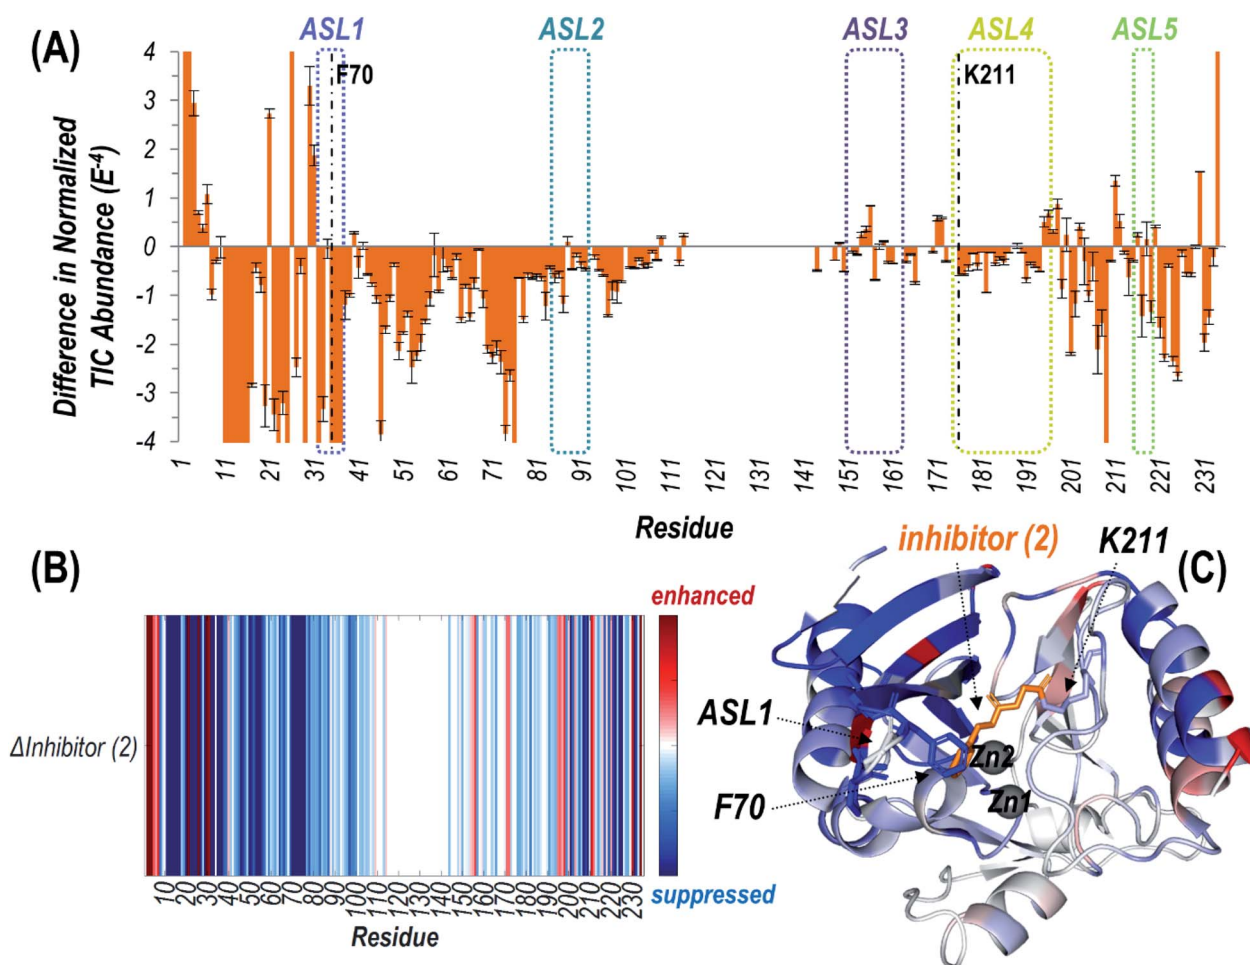 (A)
ASL1 ASL2 ASL3 ASL4 ASL5
F70 K211
Difference in Normalized
TIC Abundance (E⁻⁴)
4
3
2
1
0
-1
-2
-3
-4
1 11 21 31 41 51 61 71 81 91 101 111 121 131 141 151 161 171 181 191 201 211 221 231
Residue
(B)
enhanced
ΔInhibitor (2)
suppressed
10 20 30 40 50 60 70 80 90 100 110 120 130 140 150 160 170 180 190 200 210 220 230
Residue
(C)
inhibitor (2) K211
ASL1
F70
Zn2
Zn1